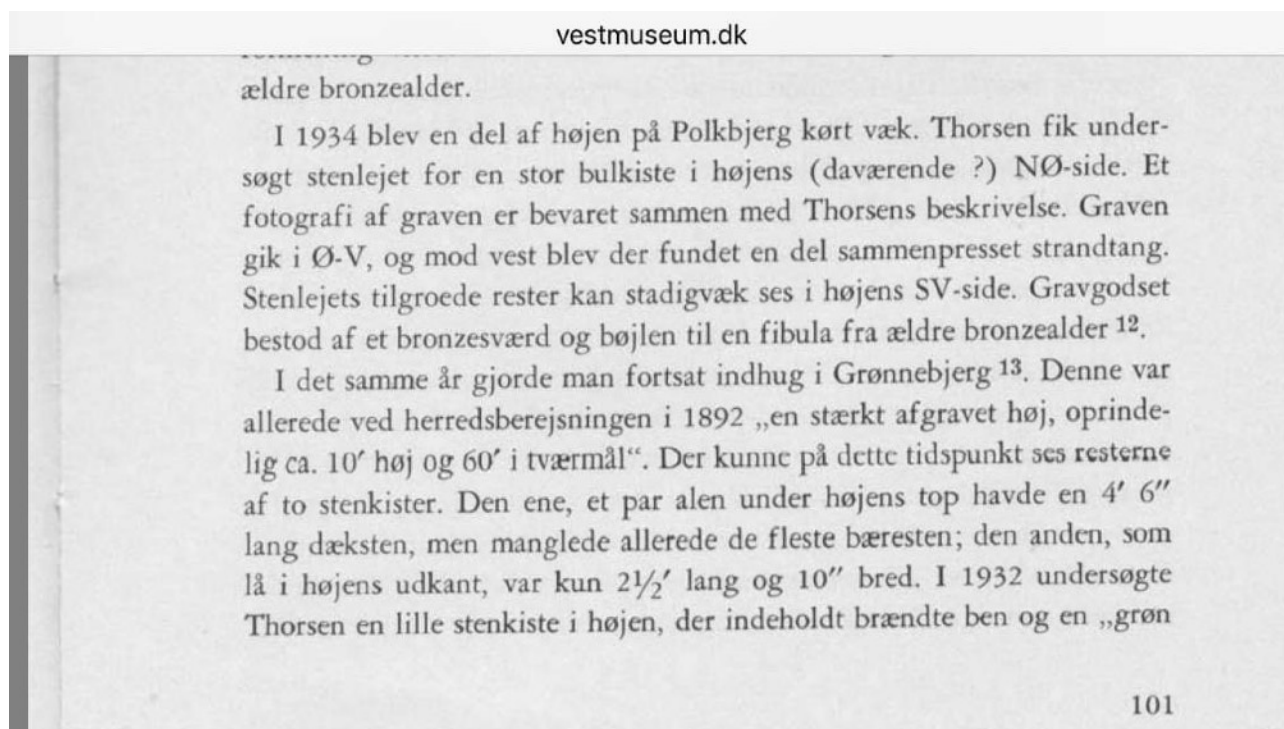 vestmuseum.dk
ældre bronzealder.
I 1934 blev en del af højen på Polkbjerg kørt væk. Thorsen fik under-
søgt stenlejet for en stor bulkiste i højens (daværende ?) NØ-side. Et
fotografi af graven er bevaret sammen med Thorsens beskrivelse. Graven
gik i Ø-V, og mod vest blev der fundet en del sammenpresset strandtang.
Stenlejets tilgroede rester kan stadigvæk ses i højens SV-side. Gravgodset
bestod af et bronzesværd og bøjlen til en fibula fra ældre bronzealder 12.
I det samme år gjorde man fortsat indhug i Grønnebjerg 13. Denne var
allerede ved herredsberejsningen i 1892 „en stærkt afgravet høj, oprinde-
lig ca. 10′ høj og 60′ i tværmål“. Der kunne på dette tidspunkt ses resterne
af to stenkister. Den ene, et par alen under højens top havde en 4′ 6″
lang dæksten, men manglede allerede de fleste bæresten; den anden, som
lå i højens udkant, var kun 2½′ lang og 10″ bred. I 1932 undersøgte
Thorsen en lille stenkiste i højen, der indeholdt brændte ben og en „grøn
101